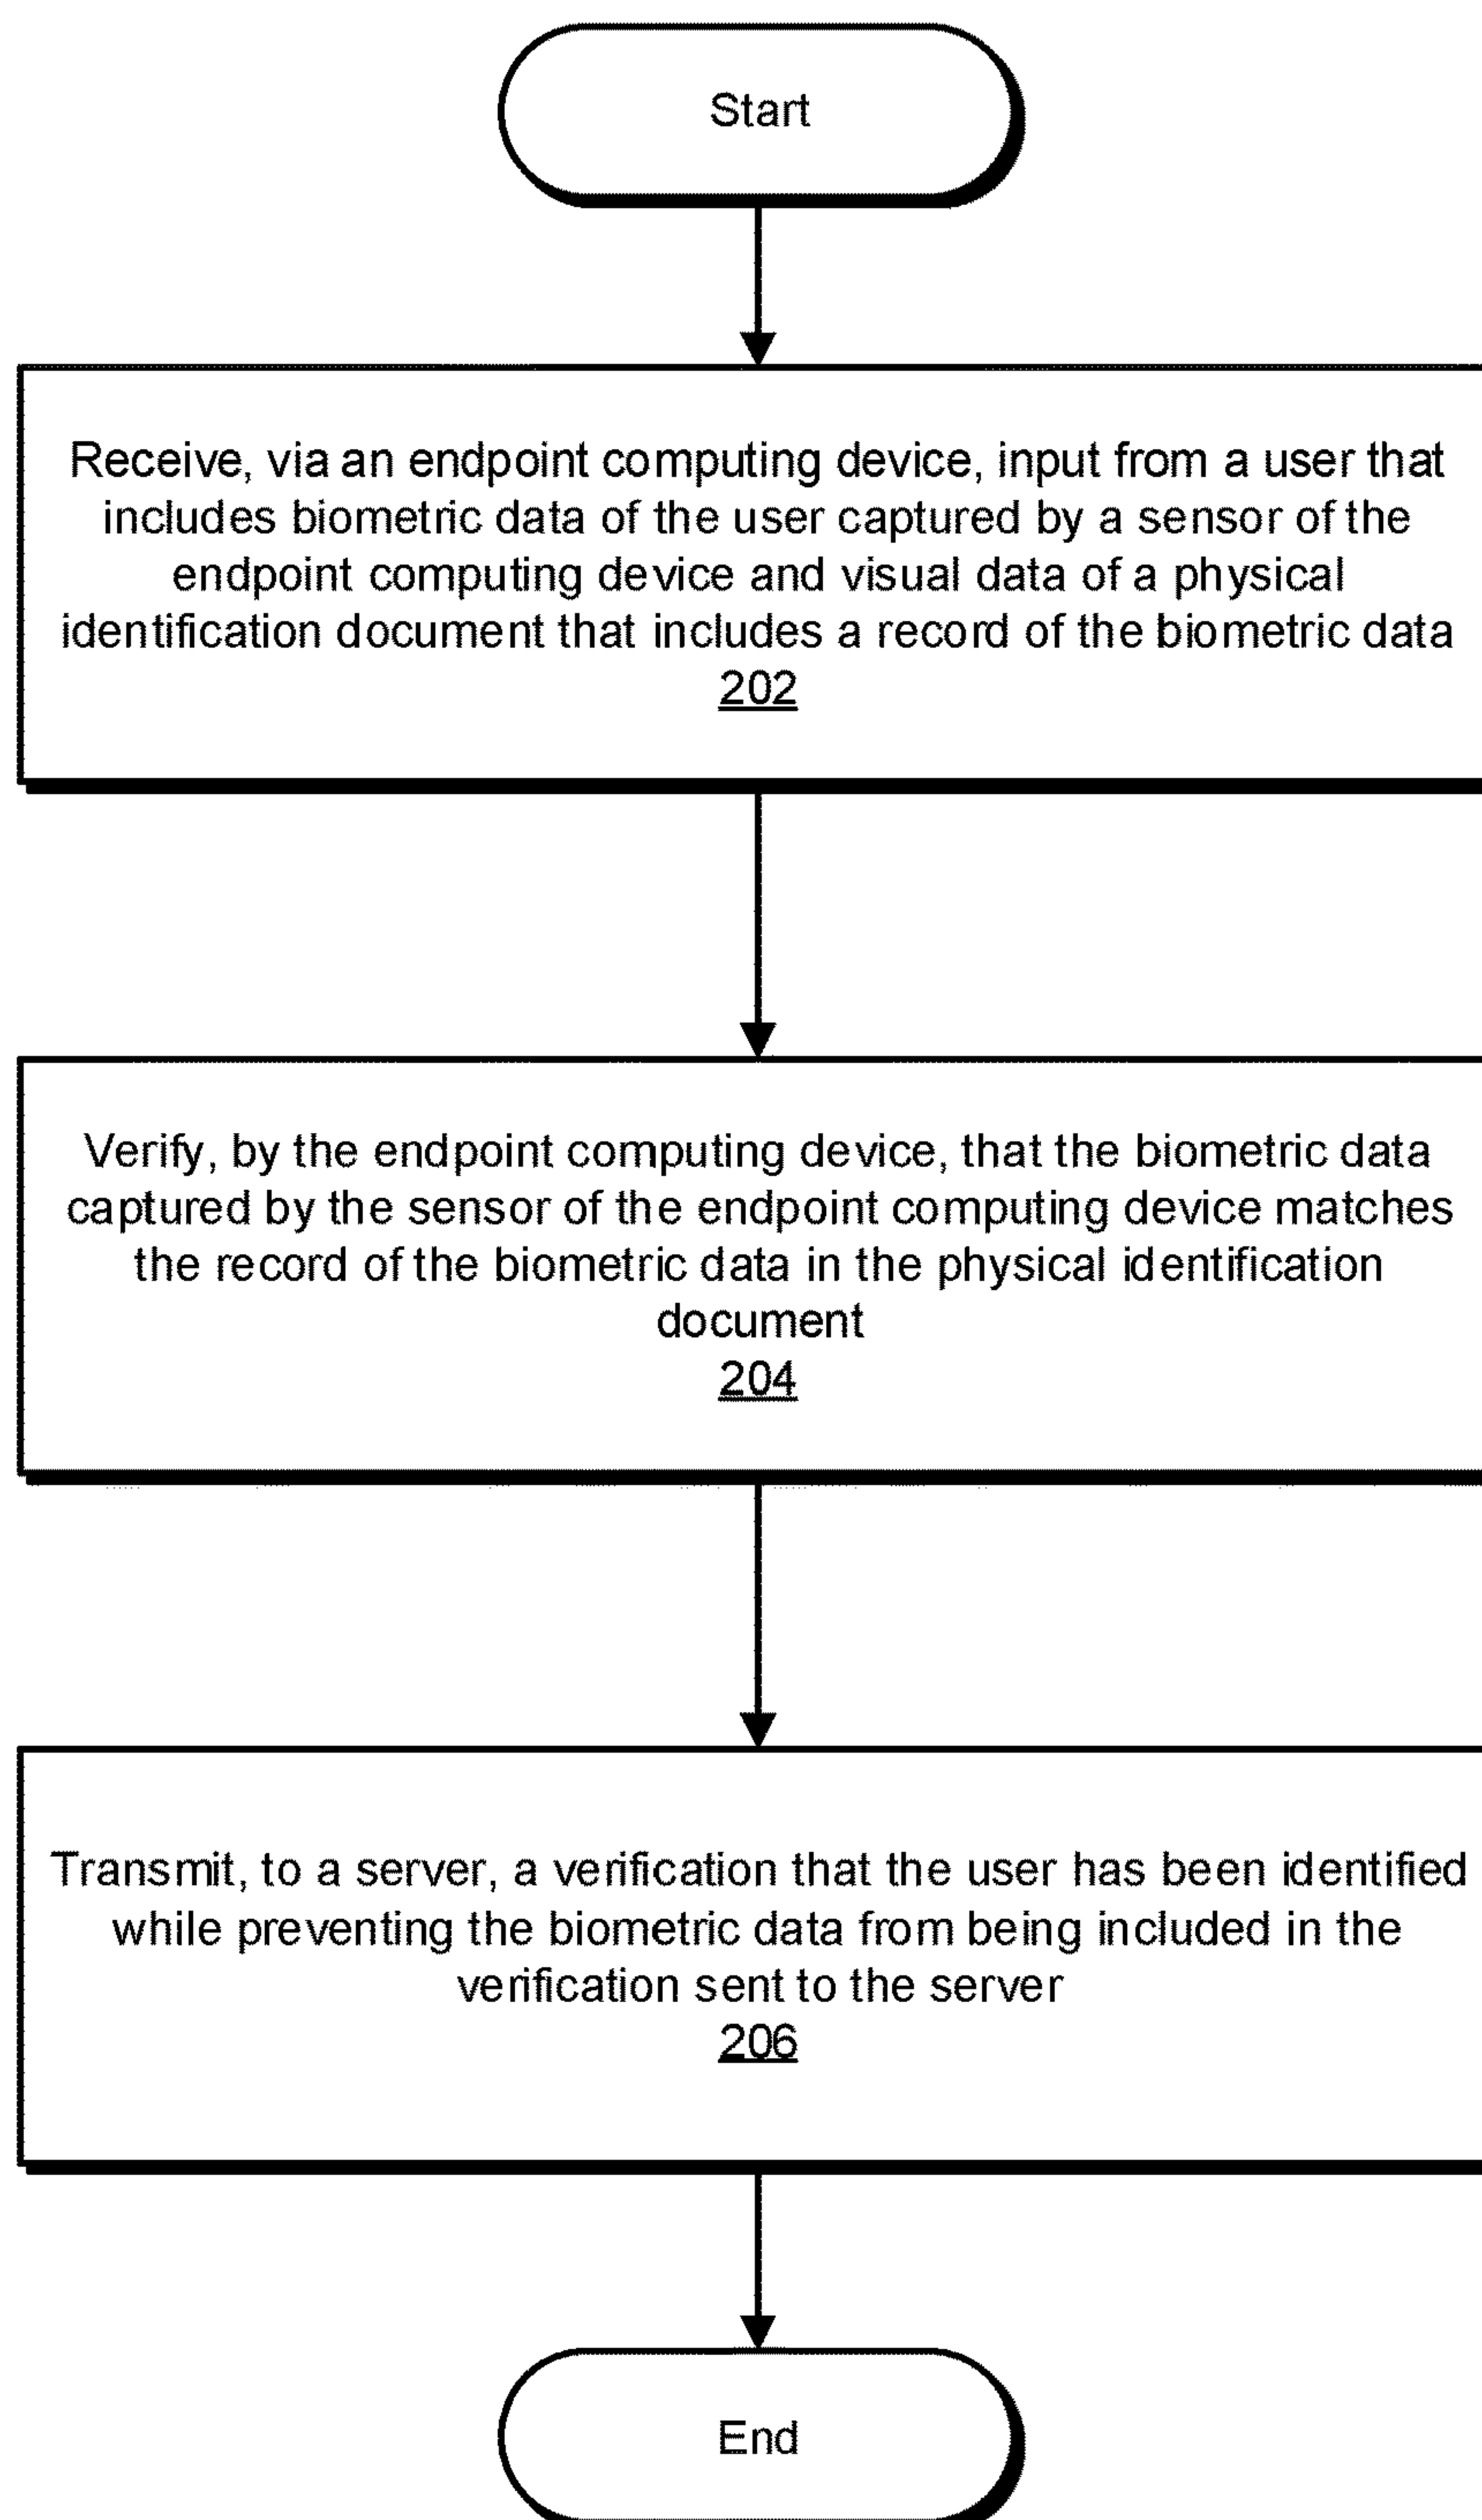 Start
Receive, via an endpoint computing device, input from a user that
includes biometric data of the user captured by a sensor of the
endpoint computing device and visual data of a physical
identification document that includes a record of the biometric data
202
Verify, by the endpoint computing device, that the biometric data
captured by the sensor of the endpoint computing device matches
the record of the biometric data in the physical identification
document
204
Transmit, to a server, a verification that the user has been identified
while preventing the biometric data from being included in the
verification sent to the server
206
End